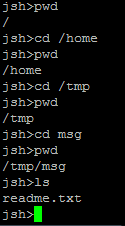 jsh>pwd
/
jsh>cd /home
jsh>pwd
/home
jsh>cd /tmp
jsh>pwd
/tmp
jsh>cd msg
jsh>pwd
/tmp/msg
jsh>ls
readme.txt
jsh>